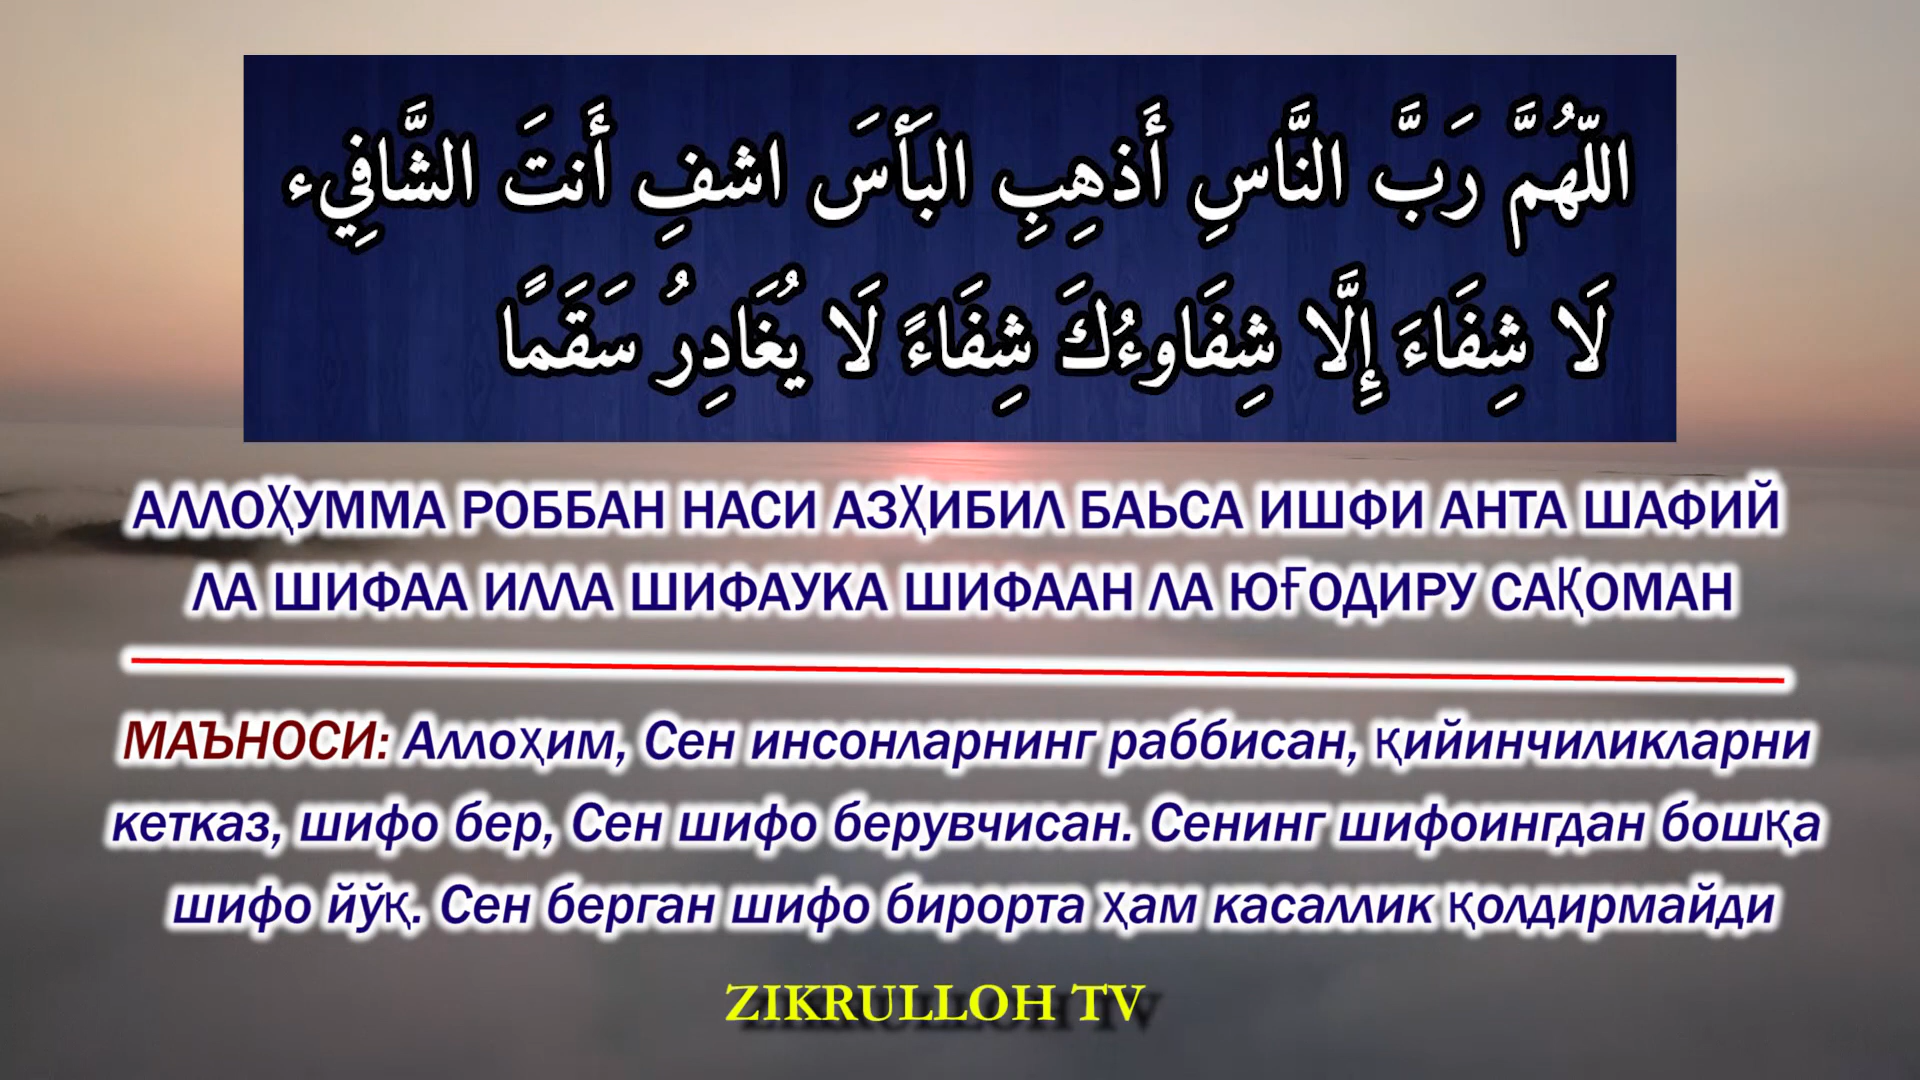 اللّهُمَّ رَبَّ النَّاسِ أَذهِبِ البَأسَ اشفِ أَنتَ الشَّافِيء
لَا شِفَاءَ إِلَّا شِفَاوءُكَ شِفَاءً لَا يُغَادِرُ سَقَمًا
АЛЛОҲУММА РОББАН НАСИ АЗҲИБИЛ БАЬСА ИШФИ АНТА ШАФИЙ
ЛА ШИФАА ИЛЛА ШИФАУКА ШИФААН ЛА ЮҒОДИРУ САҚОМАН
МАЪНОСИ: Аллоҳим, Сен инсонларнинг раббисан, қийинчиликларни
кетказ, шифо бер, Сен шифо берувчисан. Сенинг шифоингдан бошқа
шифо йўқ. Сен берган шифо бирорта ҳам касаллик қолдирмайди
ZIKRULLOH TV